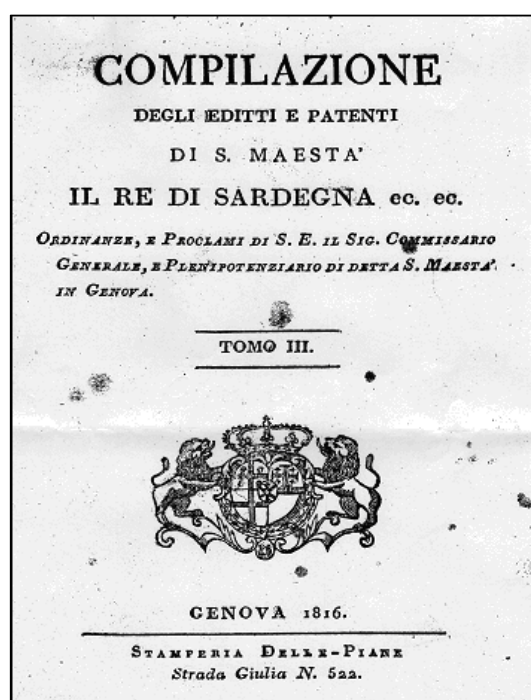 COMPILAZIONE
DEGLI EDITTI E PATENTI
DI S. MAESTA'
IL RE DI SARDEGNA ec. ec.
ORDINANZE, E PROCLAMI DI S. E. IL SIG. COMMISSARIO
GENERALE, E PLENIPOTENZIARIO DI DETTA S. MAESTA'
IN GENOVA.
TOMO III.
GENOVA 1816.
STAMPERIA DELLE-PIANE
Strada Giulia N. 522.